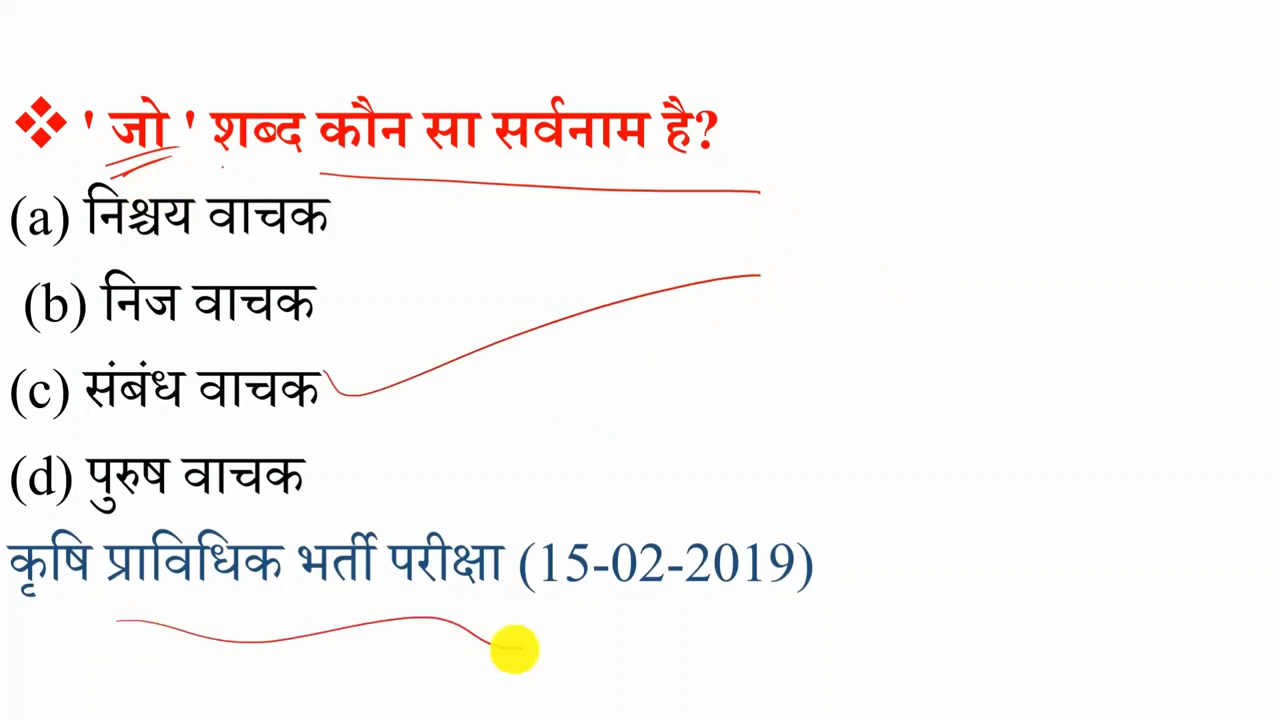 ❖ ' जो ' शब्द कौन सा सर्वनाम है?
(a) निश्चय वाचक
(b) निज वाचक
(c) संबंध वाचक
(d) पुरुष वाचक
कृषि प्राविधिक भर्ती परीक्षा (15-02-2019)